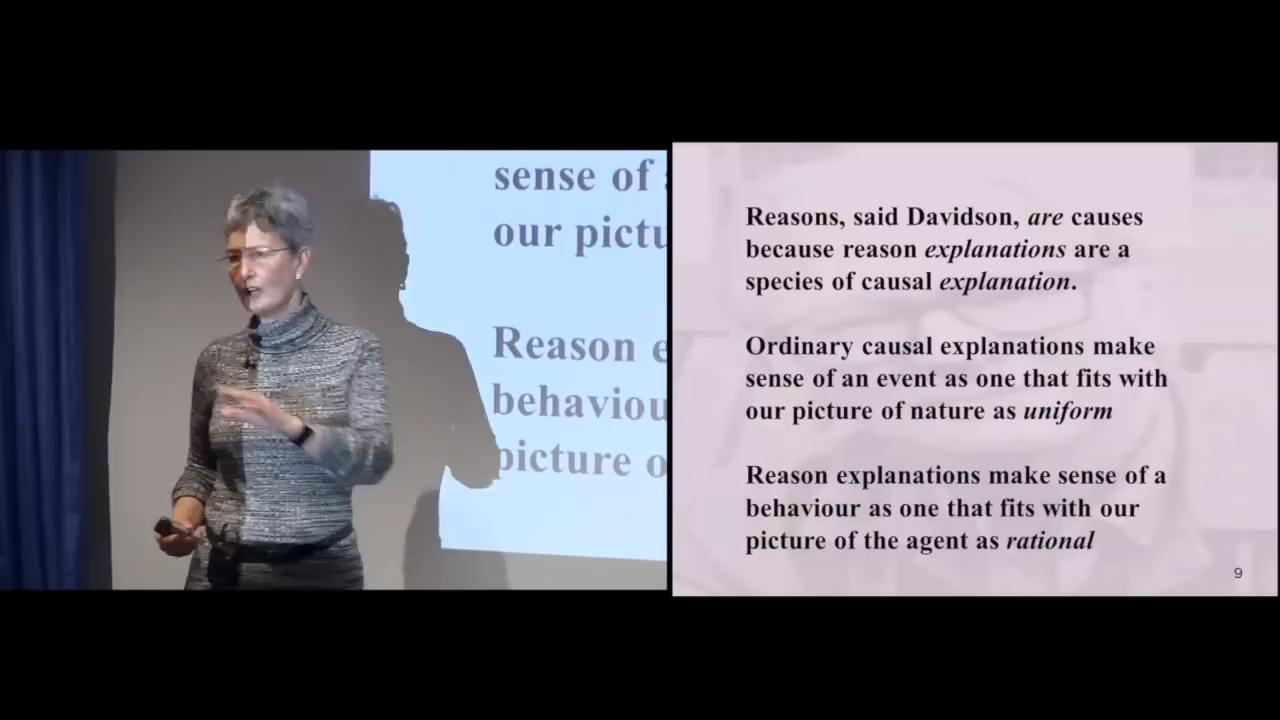 sense of
our pictu
Reason e
behaviou
picture o
Reasons, said Davidson, are causes
because reason explanations are a
species of causal explanation.
Ordinary causal explanations make
sense of an event as one that fits with
our picture of nature as uniform
Reason explanations make sense of a
behaviour as one that fits with our
picture of the agent as rational
9